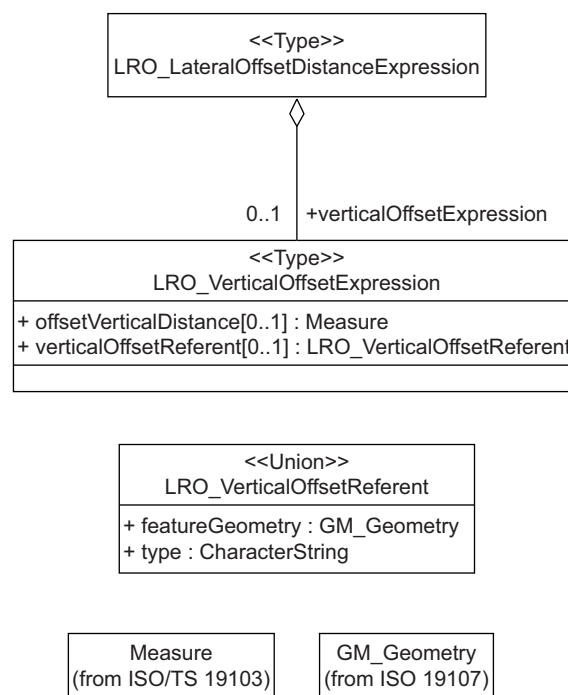 <<Type>>
LRO_LateralOffsetDistanceExpression
0..1 +verticalOffsetExpression
<<Type>>
LRO_VerticalOffsetExpression
+ offsetVerticalDistance[0..1] : Measure
+ verticalOffsetReferent[0..1] : LRO_VerticalOffsetReferent
<<Union>>
LRO_VerticalOffsetReferent
+ featureGeometry : GM_Geometry
+ type : CharacterString
Measure
(from ISO/TS 19103)
GM_Geometry
(from ISO 19107)